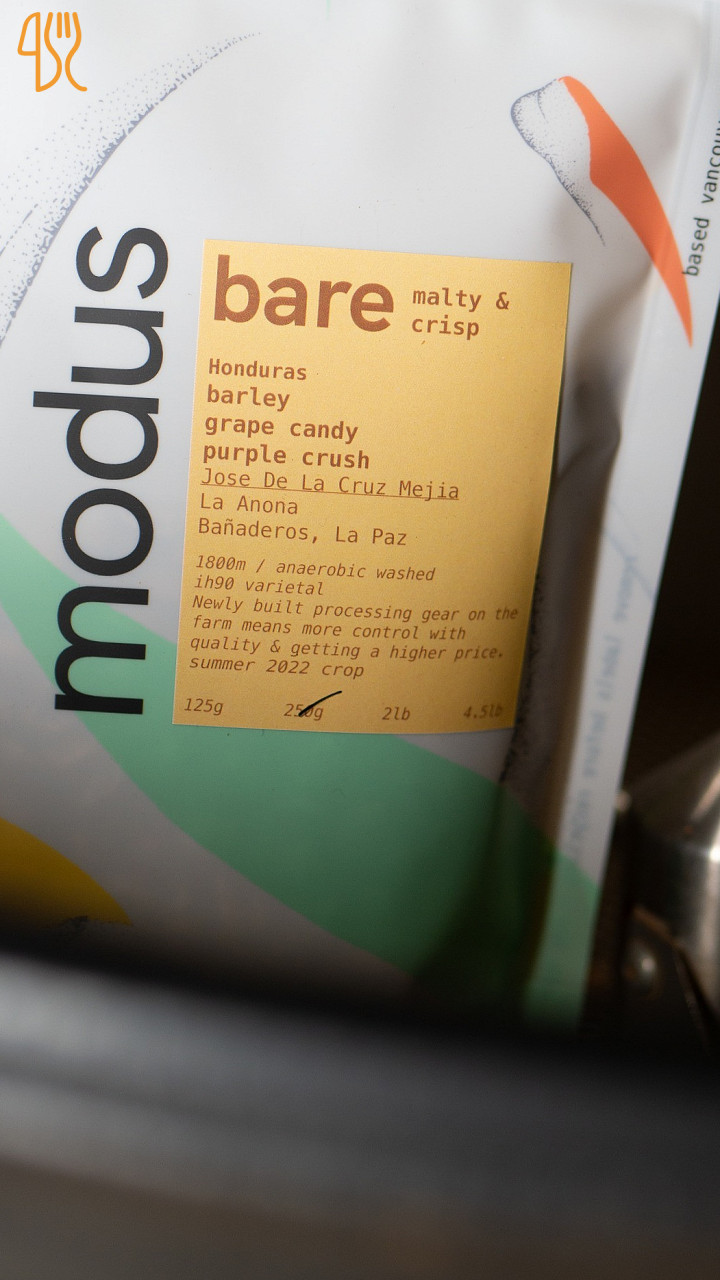 modus
bare
malty &
crisp
Honduras
barley
grape candy
purple crush
Jose De La Cruz Mejia
La Anona
Bañaderos, La Paz
1800m / anaerobic washed
ih90 varietal
Newly built processing gear on the
farm means more control with
quality & getting a higher price.
summer 2022 crop
125g 250g 2lb 4.5lb
based